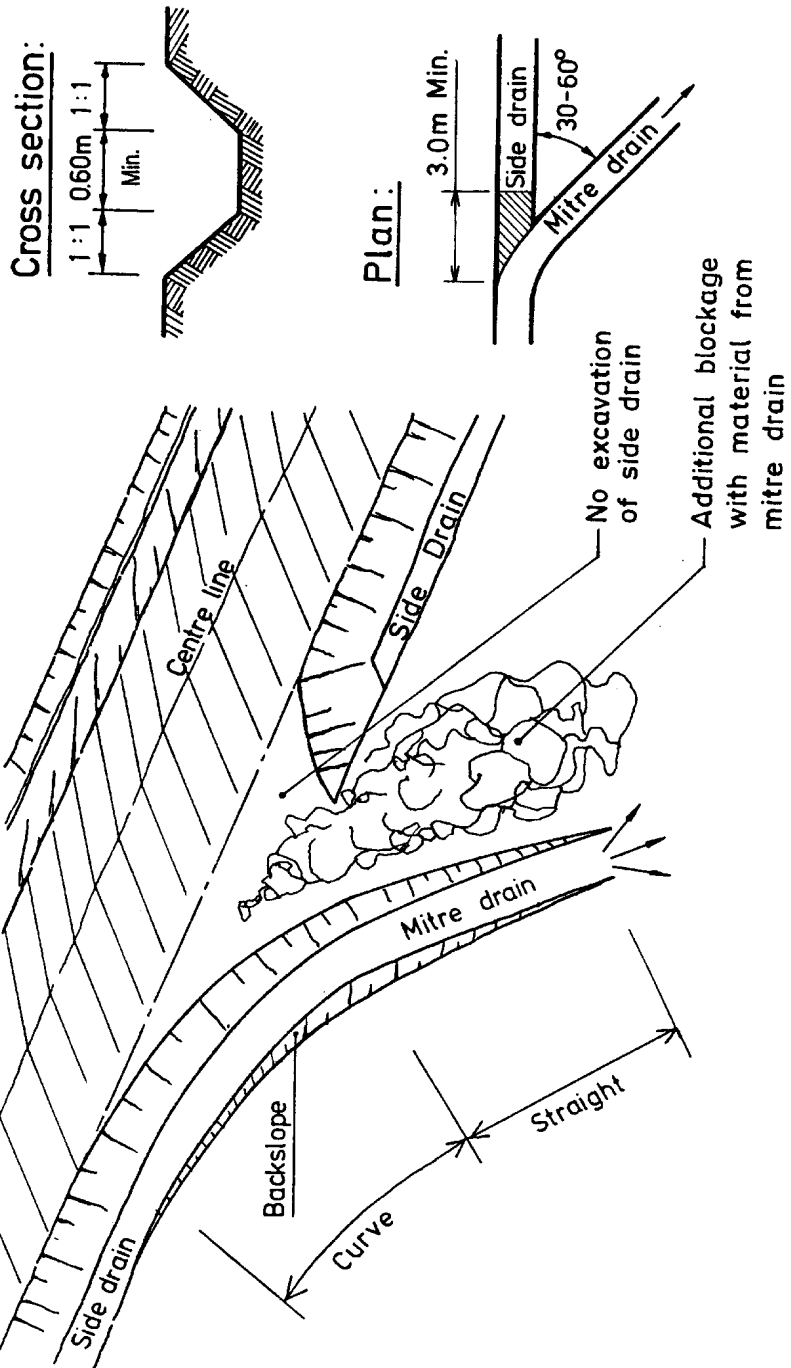 Cross section:
1:1
0.60m
1:1
Min.
Plan:
3.0m Min.
Side drain
30-60°
Mitre drain
Centre line
Side Drain
No excavation
of side drain
Additional blockage
with material from
mitre drain
Mitre drain
Side drain
Backslope
Curve
Straight